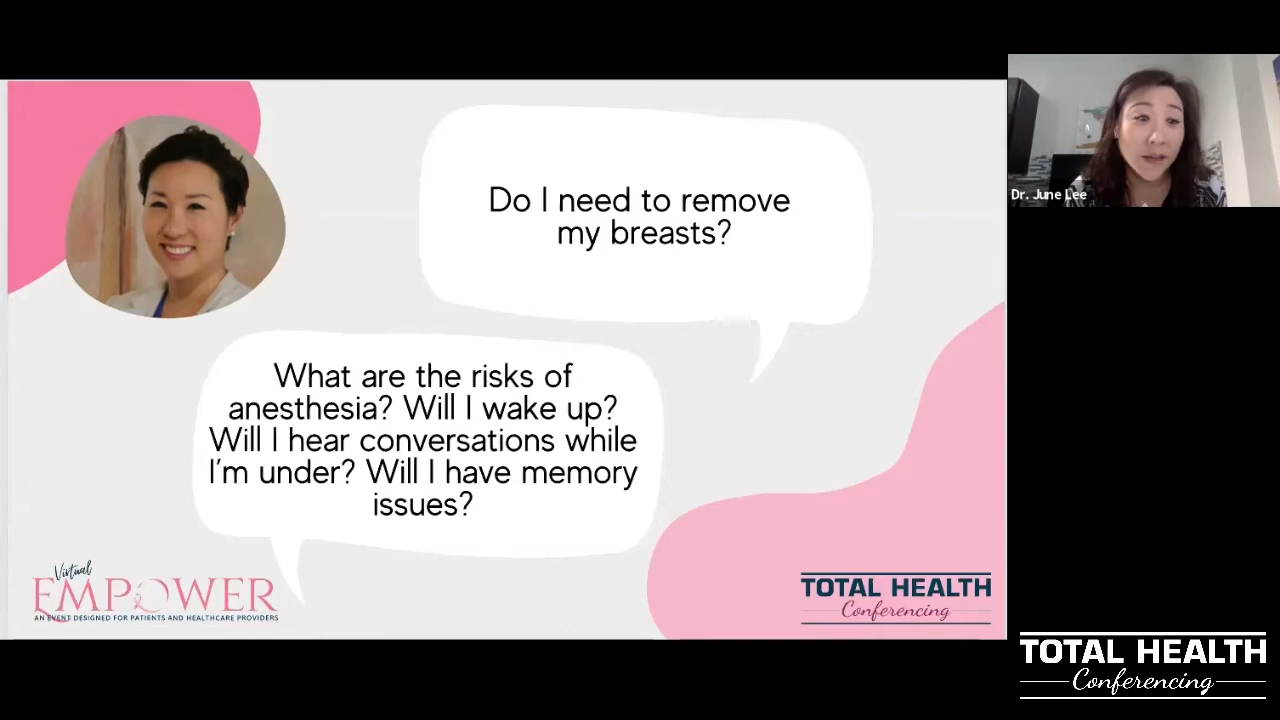 Do I need to remove
my breasts?
Dr. June Lee
What are the risks of
anesthesia? Will I wake up?
Will I hear conversations while
I'm under? Will I have memory
issues?
Virtual
EMPOWER
AN EVENT DESIGNED FOR PATIENTS AND HEALTHCARE PROVIDERS
TOTAL HEALTH
Conferencing
TOTAL HEALTH
Conferencing